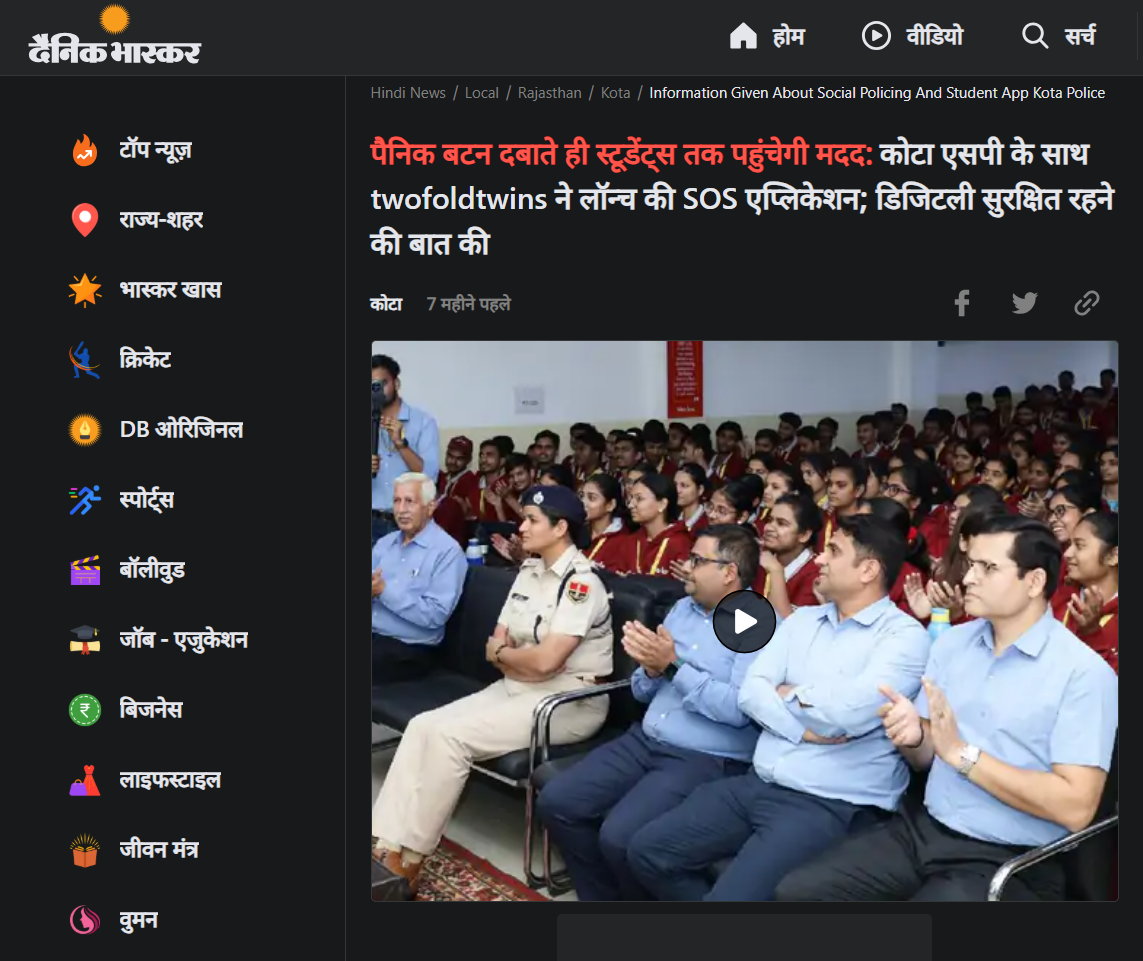 दैनिक भास्कर
होम
वीडियो
सर्च
Hindi News / Local / Rajasthan / Kota / Information Given About Social Policing And Student App Kota Police
पैनिक बटन दबाते ही स्टूडेंट्स तक पहुंचेगी मदद: कोटा एसपी के साथ
twofoldtwins ने लॉन्च की SOS एप्लिकेशन; डिजिटली सुरक्षित रहने
की बात की
कोटा 7 महीने पहले
टॉप न्यूज़
राज्य-शहर
भास्कर खास
क्रिकेट
DB ओरिजिनल
स्पोर्ट्स
बॉलीवुड
जॉब - एजुकेशन
बिजनेस
लाइफस्टाइल
जीवन मंत्र
वुमन